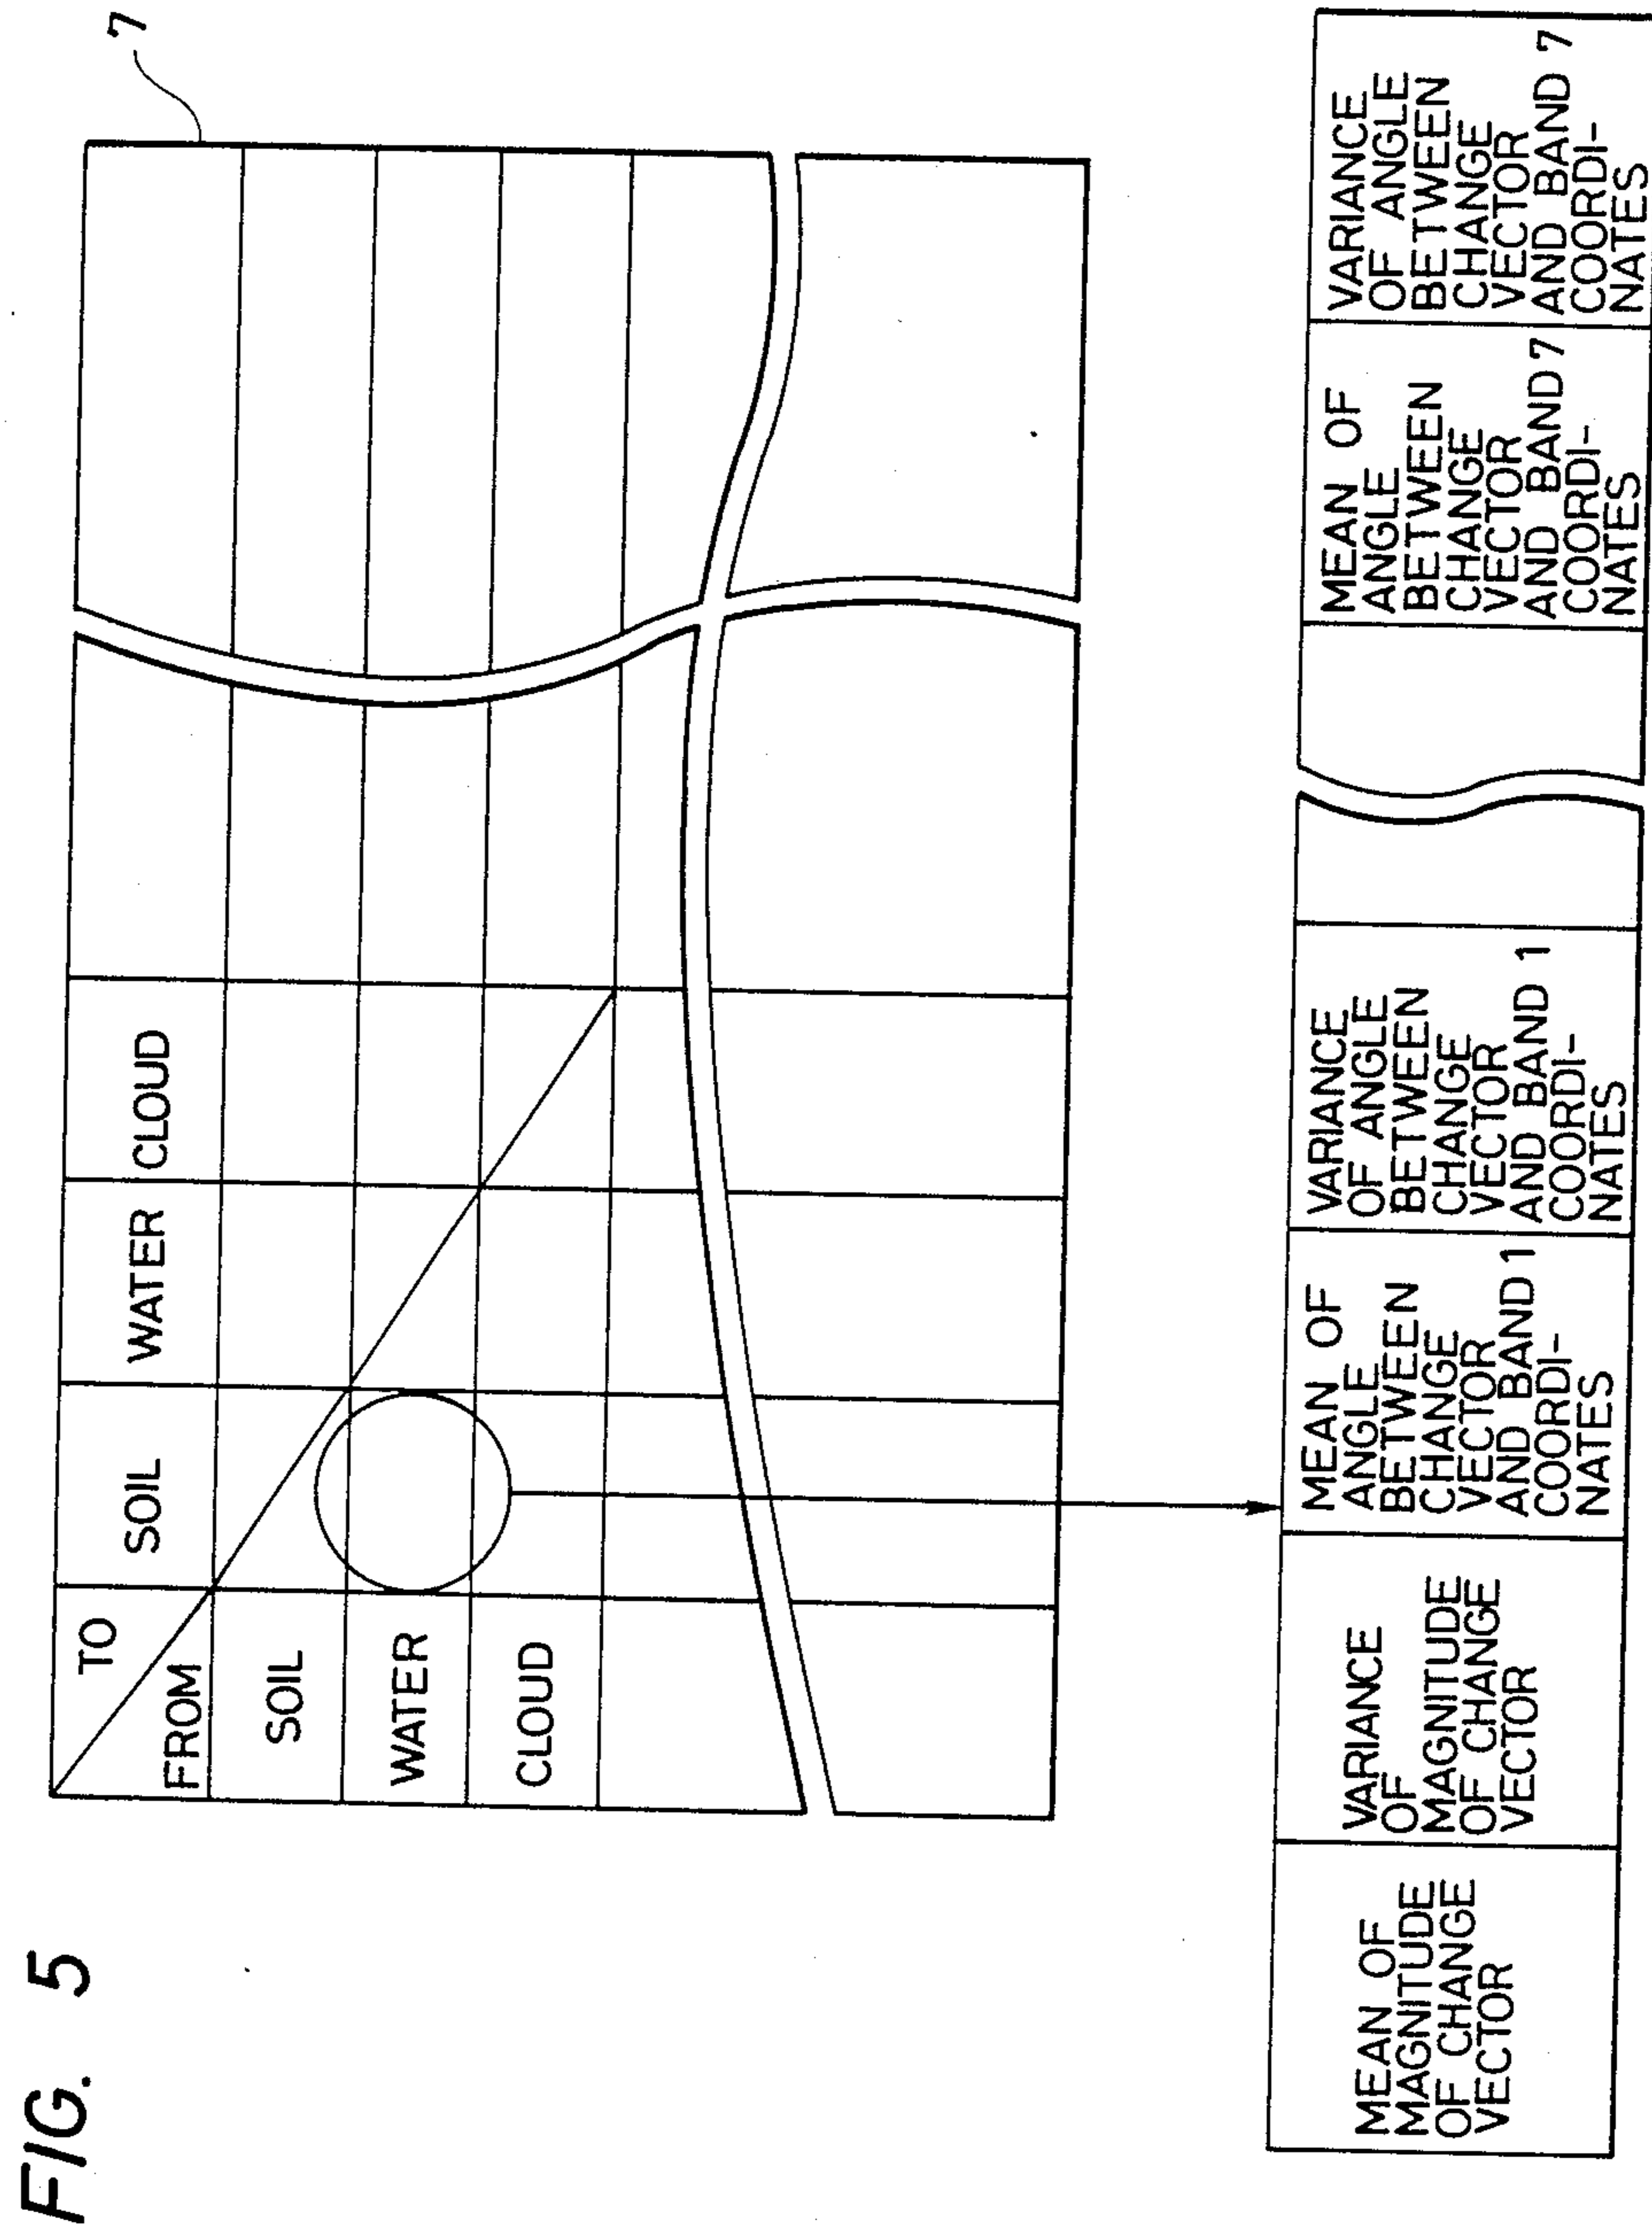 FIG. 5
7
TO
FROM
SOIL
WATER
CLOUD
SOIL
WATER
CLOUD
MEAN OF
MAGNITUDE
OF CHANGE
VECTOR
VARIANCE
OF
MAGNITUDE
OF CHANGE
VECTOR
MEAN OF
ANGLE
BETWEEN
CHANGE
VECTOR
AND BAND 1
COORDI-
NATES
VARIANCE
OF ANGLE
BETWEEN
CHANGE
VECTOR
AND BAND 1
COORDI-
NATES
MEAN OF
ANGLE
BETWEEN
CHANGE
VECTOR
AND BAND 7
COORDI-
NATES
VARIANCE
OF ANGLE
BETWEEN
CHANGE
VECTOR
AND BAND 7
COORDI-
NATES